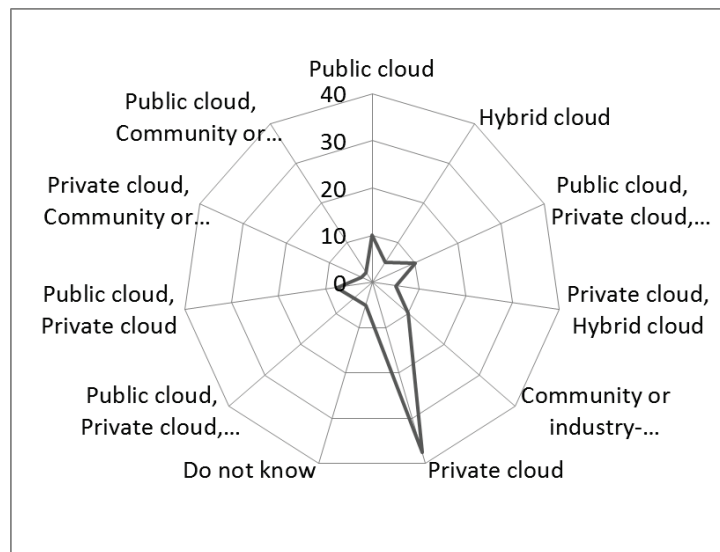 Public cloud
Hybrid cloud
Public cloud,
Private cloud,...
Private cloud,
Hybrid cloud
Community or
industry-...
Private cloud
Do not know
Public cloud,
Private cloud,...
Public cloud,
Private cloud
Private cloud,
Community or...
Public cloud,
Community or...
40
30
20
10
0